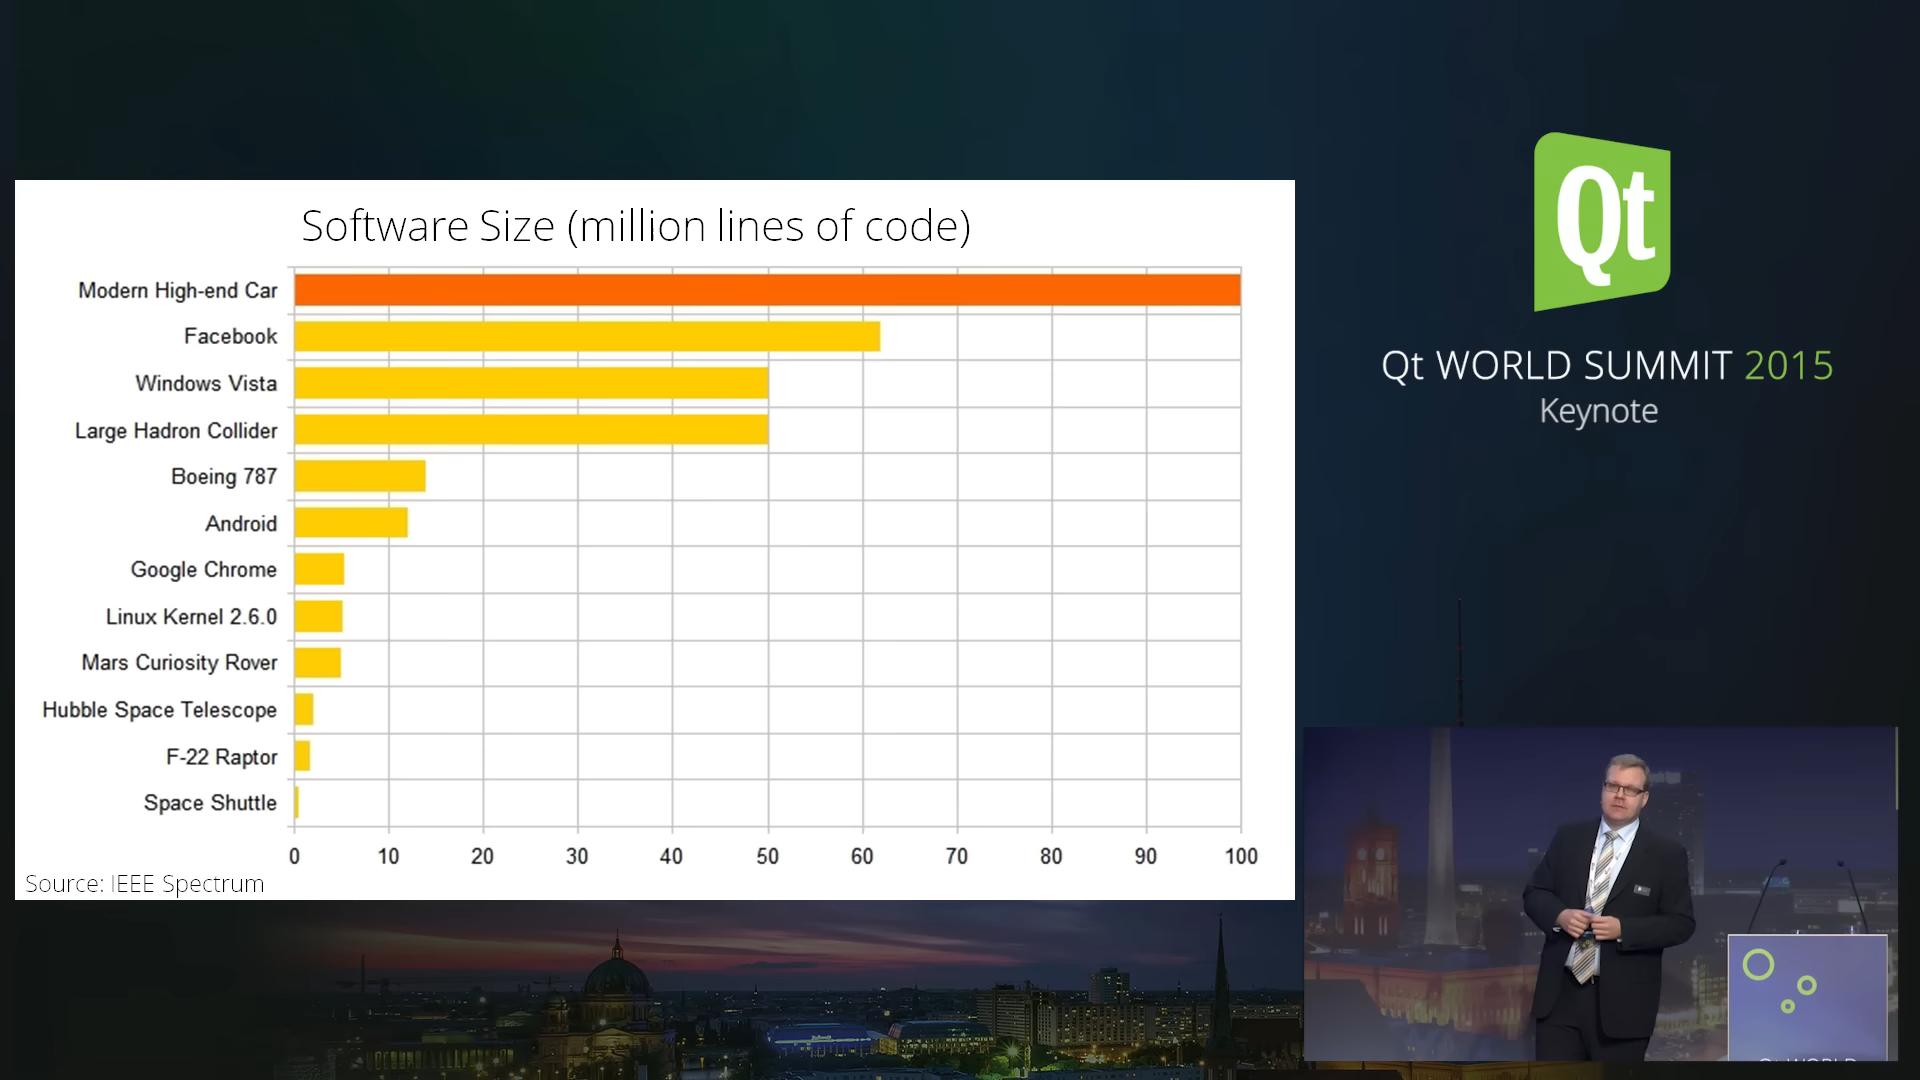 Software Size (million lines of code)
Modern High-end Car
Facebook
Windows Vista
Large Hadron Collider
Boeing 787
Android
Google Chrome
Linux Kernel 2.6.0
Mars Curiosity Rover
Hubble Space Telescope
F-22 Raptor
Space Shuttle
0 10 20 30 40 50 60 70 80 90 100
Source: IEEE Spectrum
Qt
Qt WORLD SUMMIT 2015
Keynote
Qt WORLD